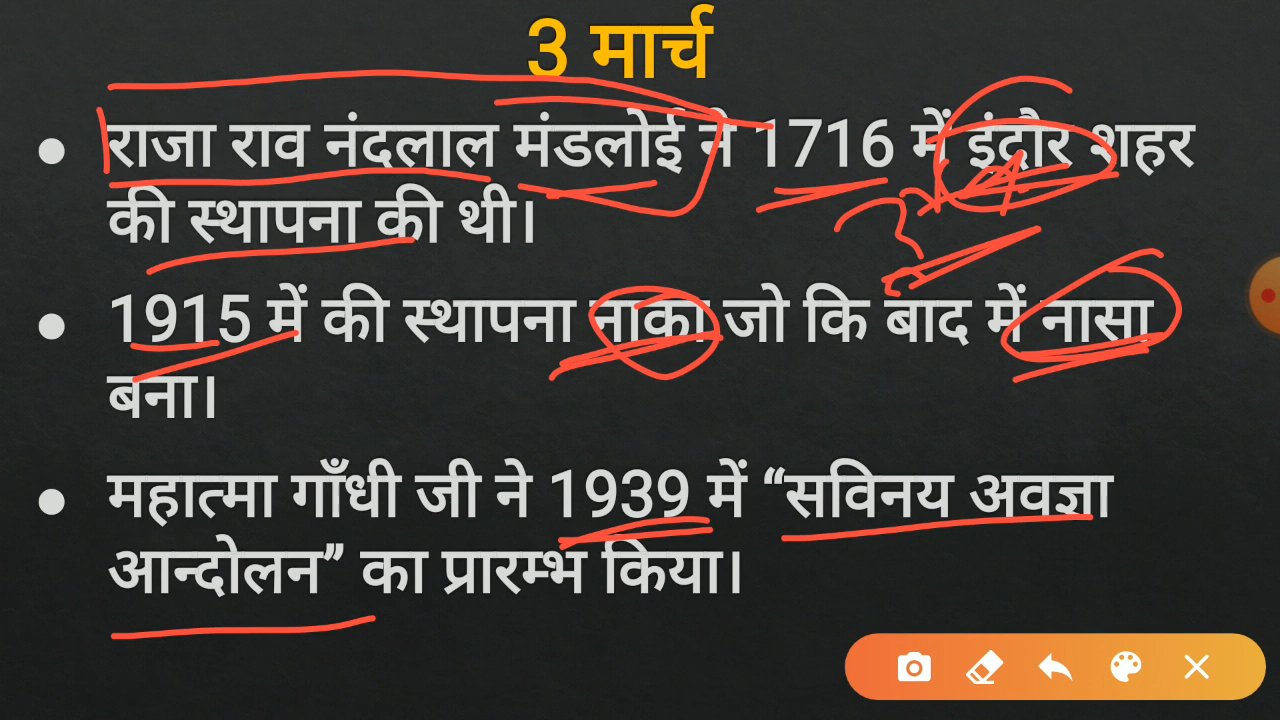 3 मार्च
राजा राव नंदलाल मंडलोई ने 1716 में इंदौर शहर
की स्थापना की थी।
1915 में की स्थापना नाका जो कि बाद में नासा
बना।
महात्मा गाँधी जी ने 1939 में “सविनय अवज्ञा
आन्दोलन” का प्रारम्भ किया।